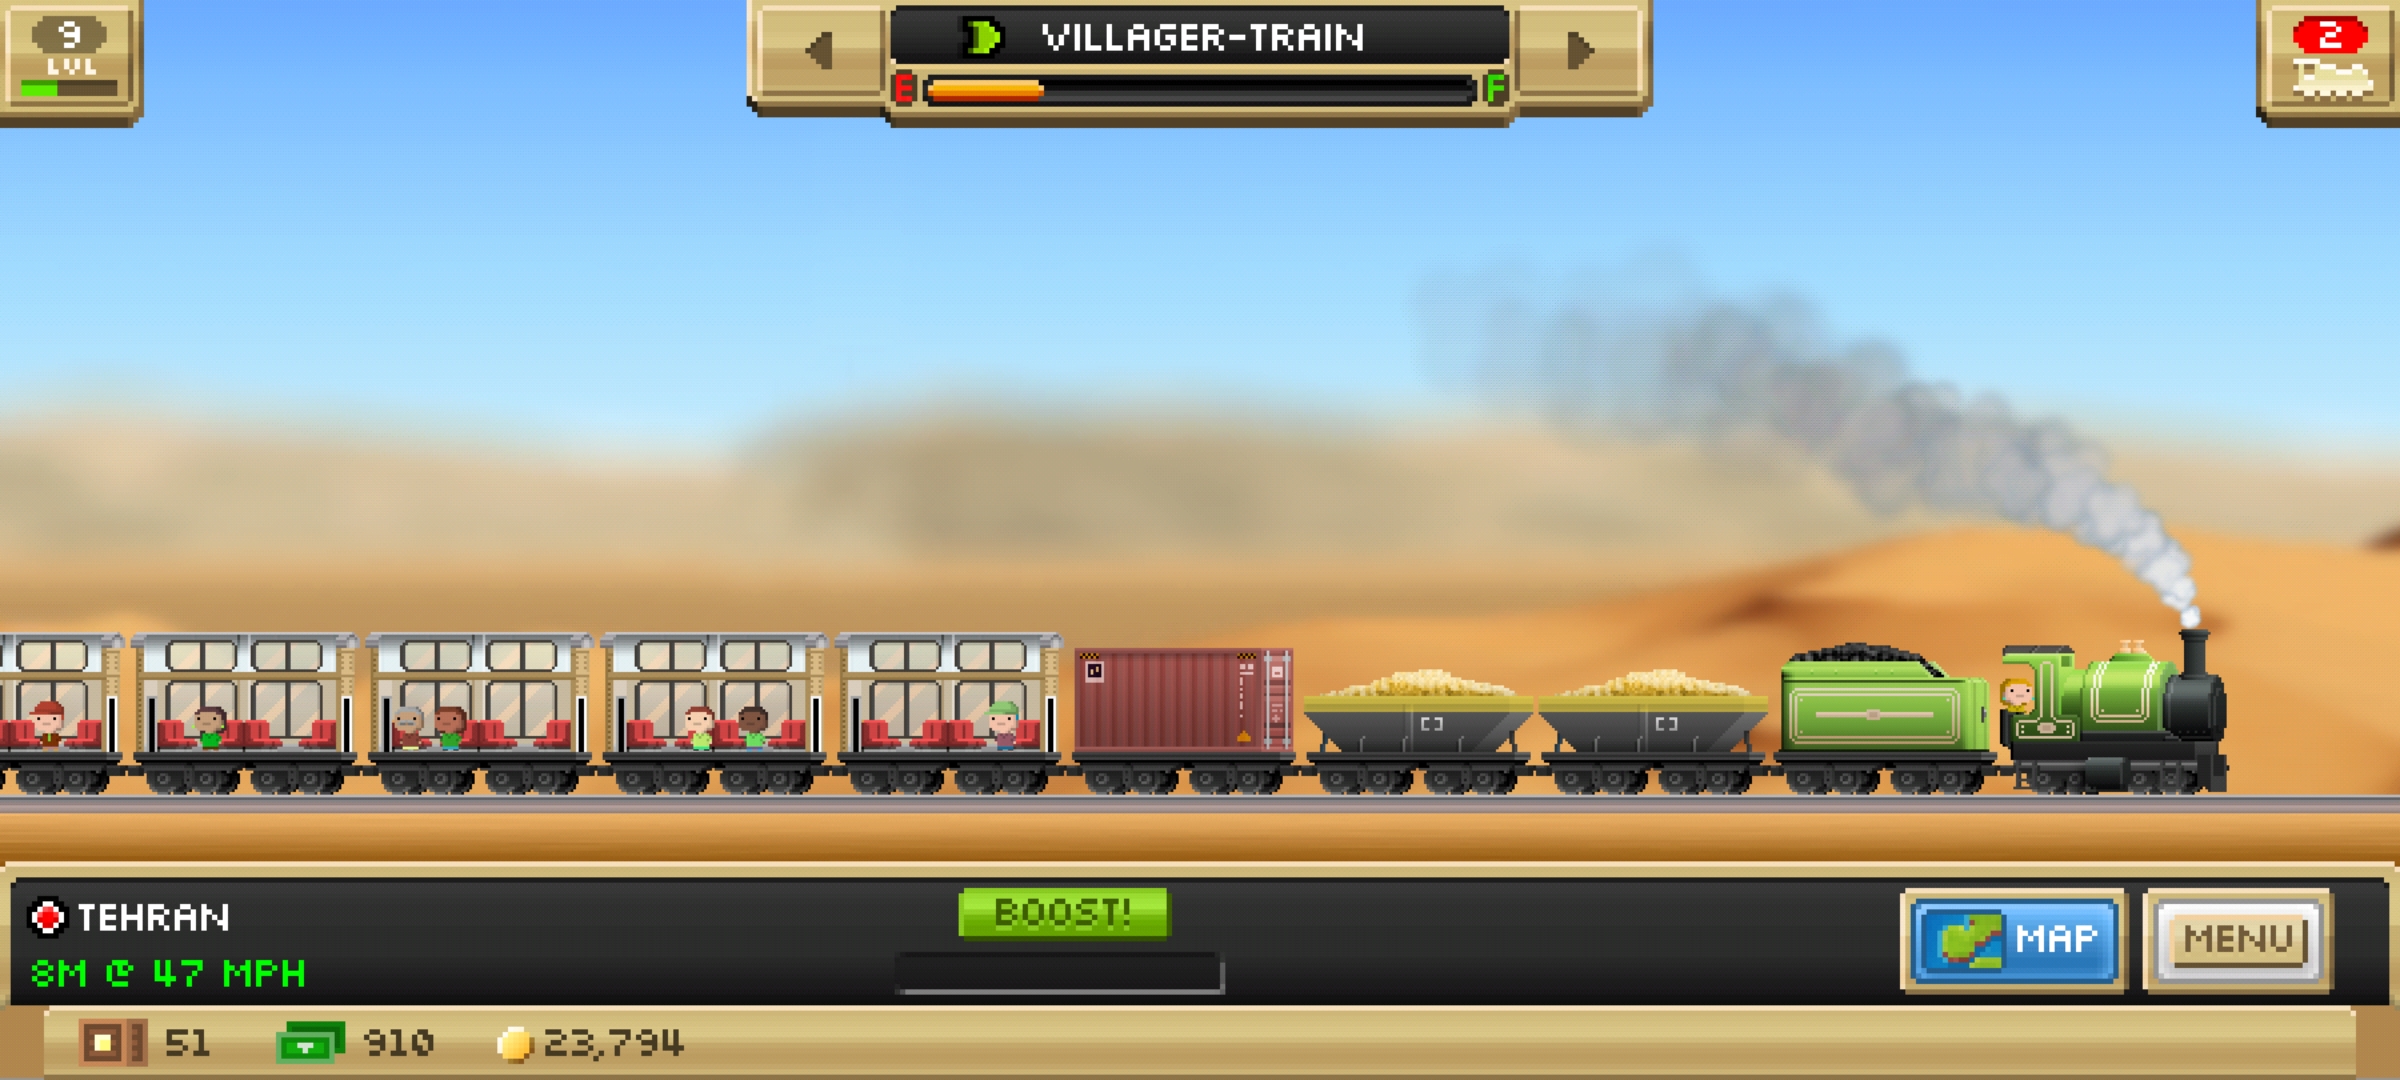 9
LVL
VILLAGER-TRAIN
E F
2
TEHRAN
8M @ 47 MPH
BOOST!
MAP
MENU
51
910
23,794